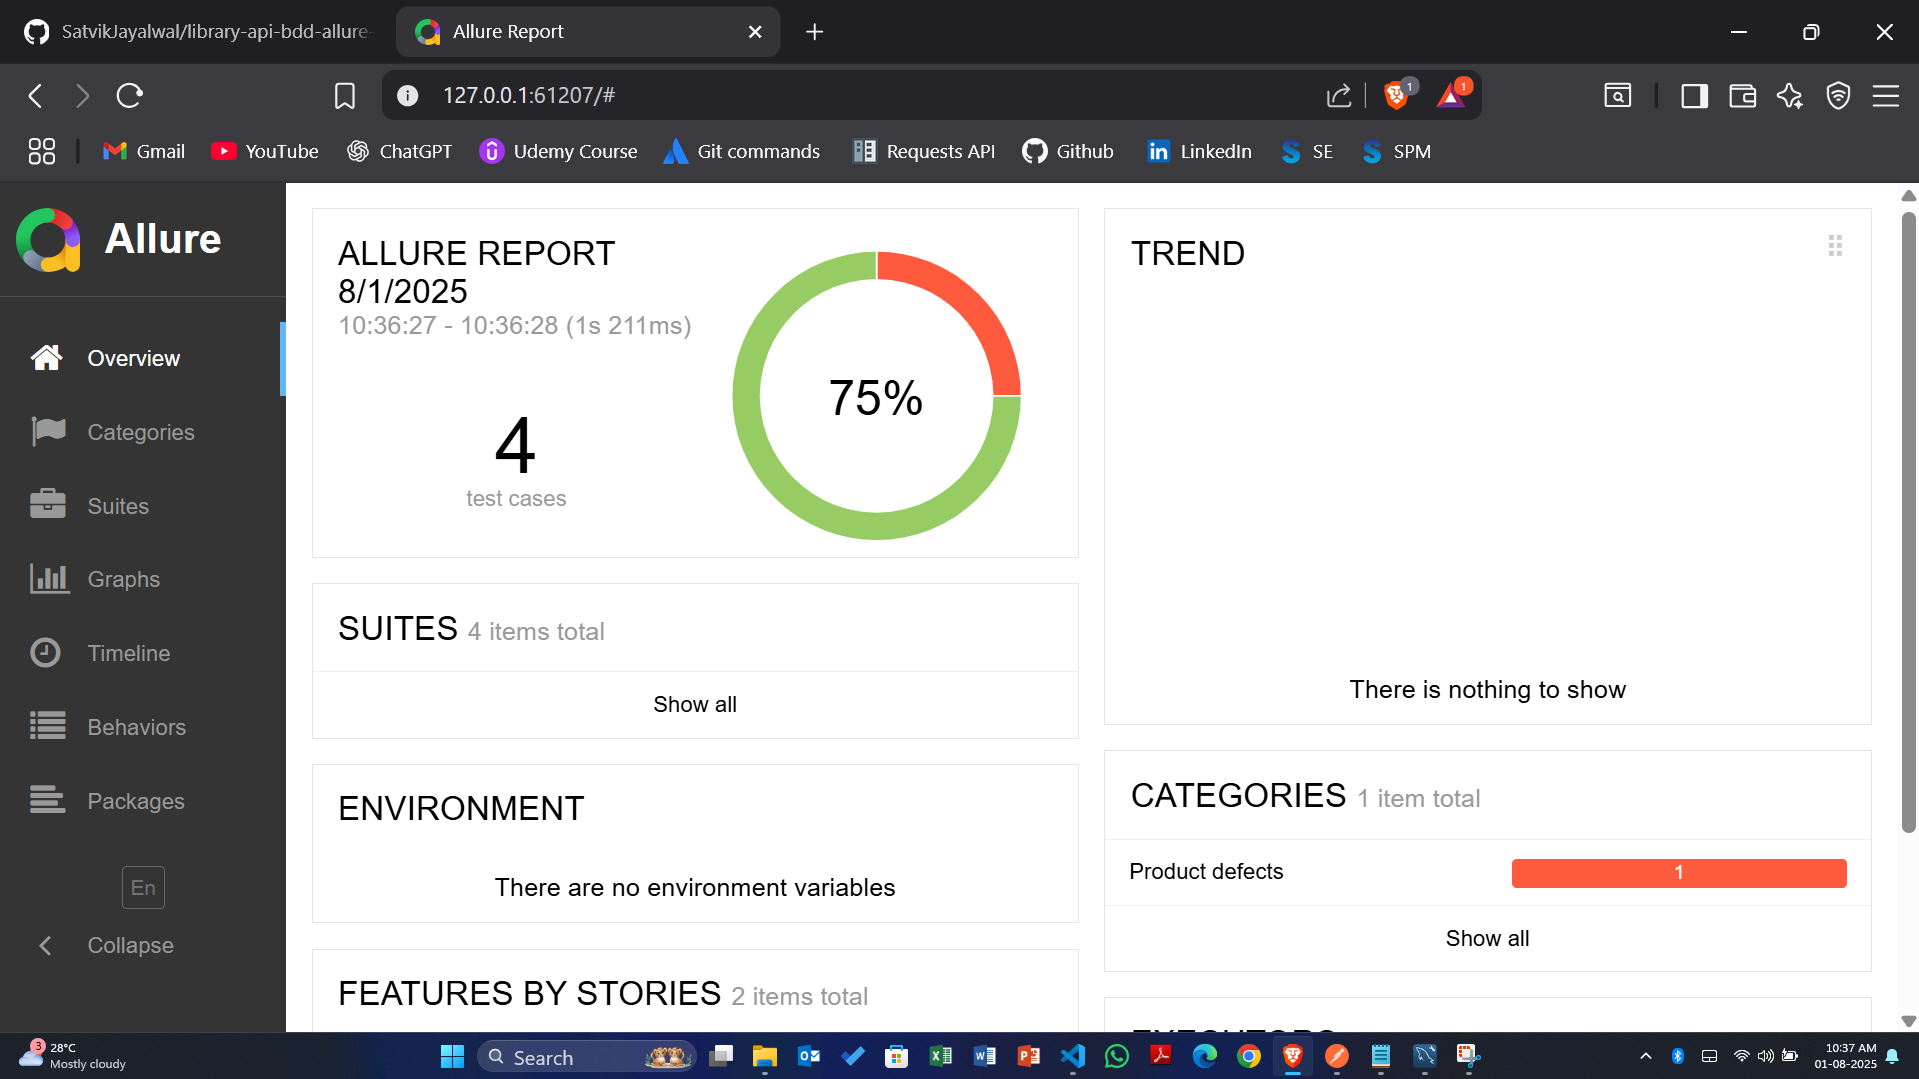 SatvikJayalwal/library-api-bdd-allure-
Allure Report
127.0.0.1:61207/#
1
1
Gmail
YouTube
ChatGPT
Udemy Course
Git commands
Requests API
Github
LinkedIn
SE
SPM
Allure
Overview
Categories
Suites
Graphs
Timeline
Behaviors
Packages
En
Collapse
ALLURE REPORT
8/1/2025
10:36:27 - 10:36:28 (1s 211ms)
4
test cases
75%
SUITES 4 items total
Show all
ENVIRONMENT
There are no environment variables
FEATURES BY STORIES 2 items total
TREND
There is nothing to show
CATEGORIES 1 item total
Product defects
1
Show all
EXECUTORS
3
28°C
Mostly cloudy
Search
10:37 AM
01-08-2025